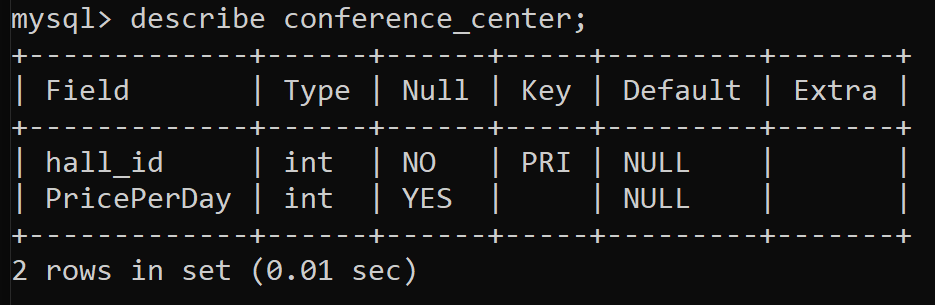 mysql> describe conference_center;
+-------------+------+------+-----+---------+-------+
| Field       | Type | Null | Key | Default | Extra |
+-------------+------+------+-----+---------+-------+
| hall_id     | int  | NO   | PRI | NULL    |       |
| PricePerDay | int  | YES  |     | NULL    |       |
+-------------+------+------+-----+---------+-------+
2 rows in set (0.01 sec)